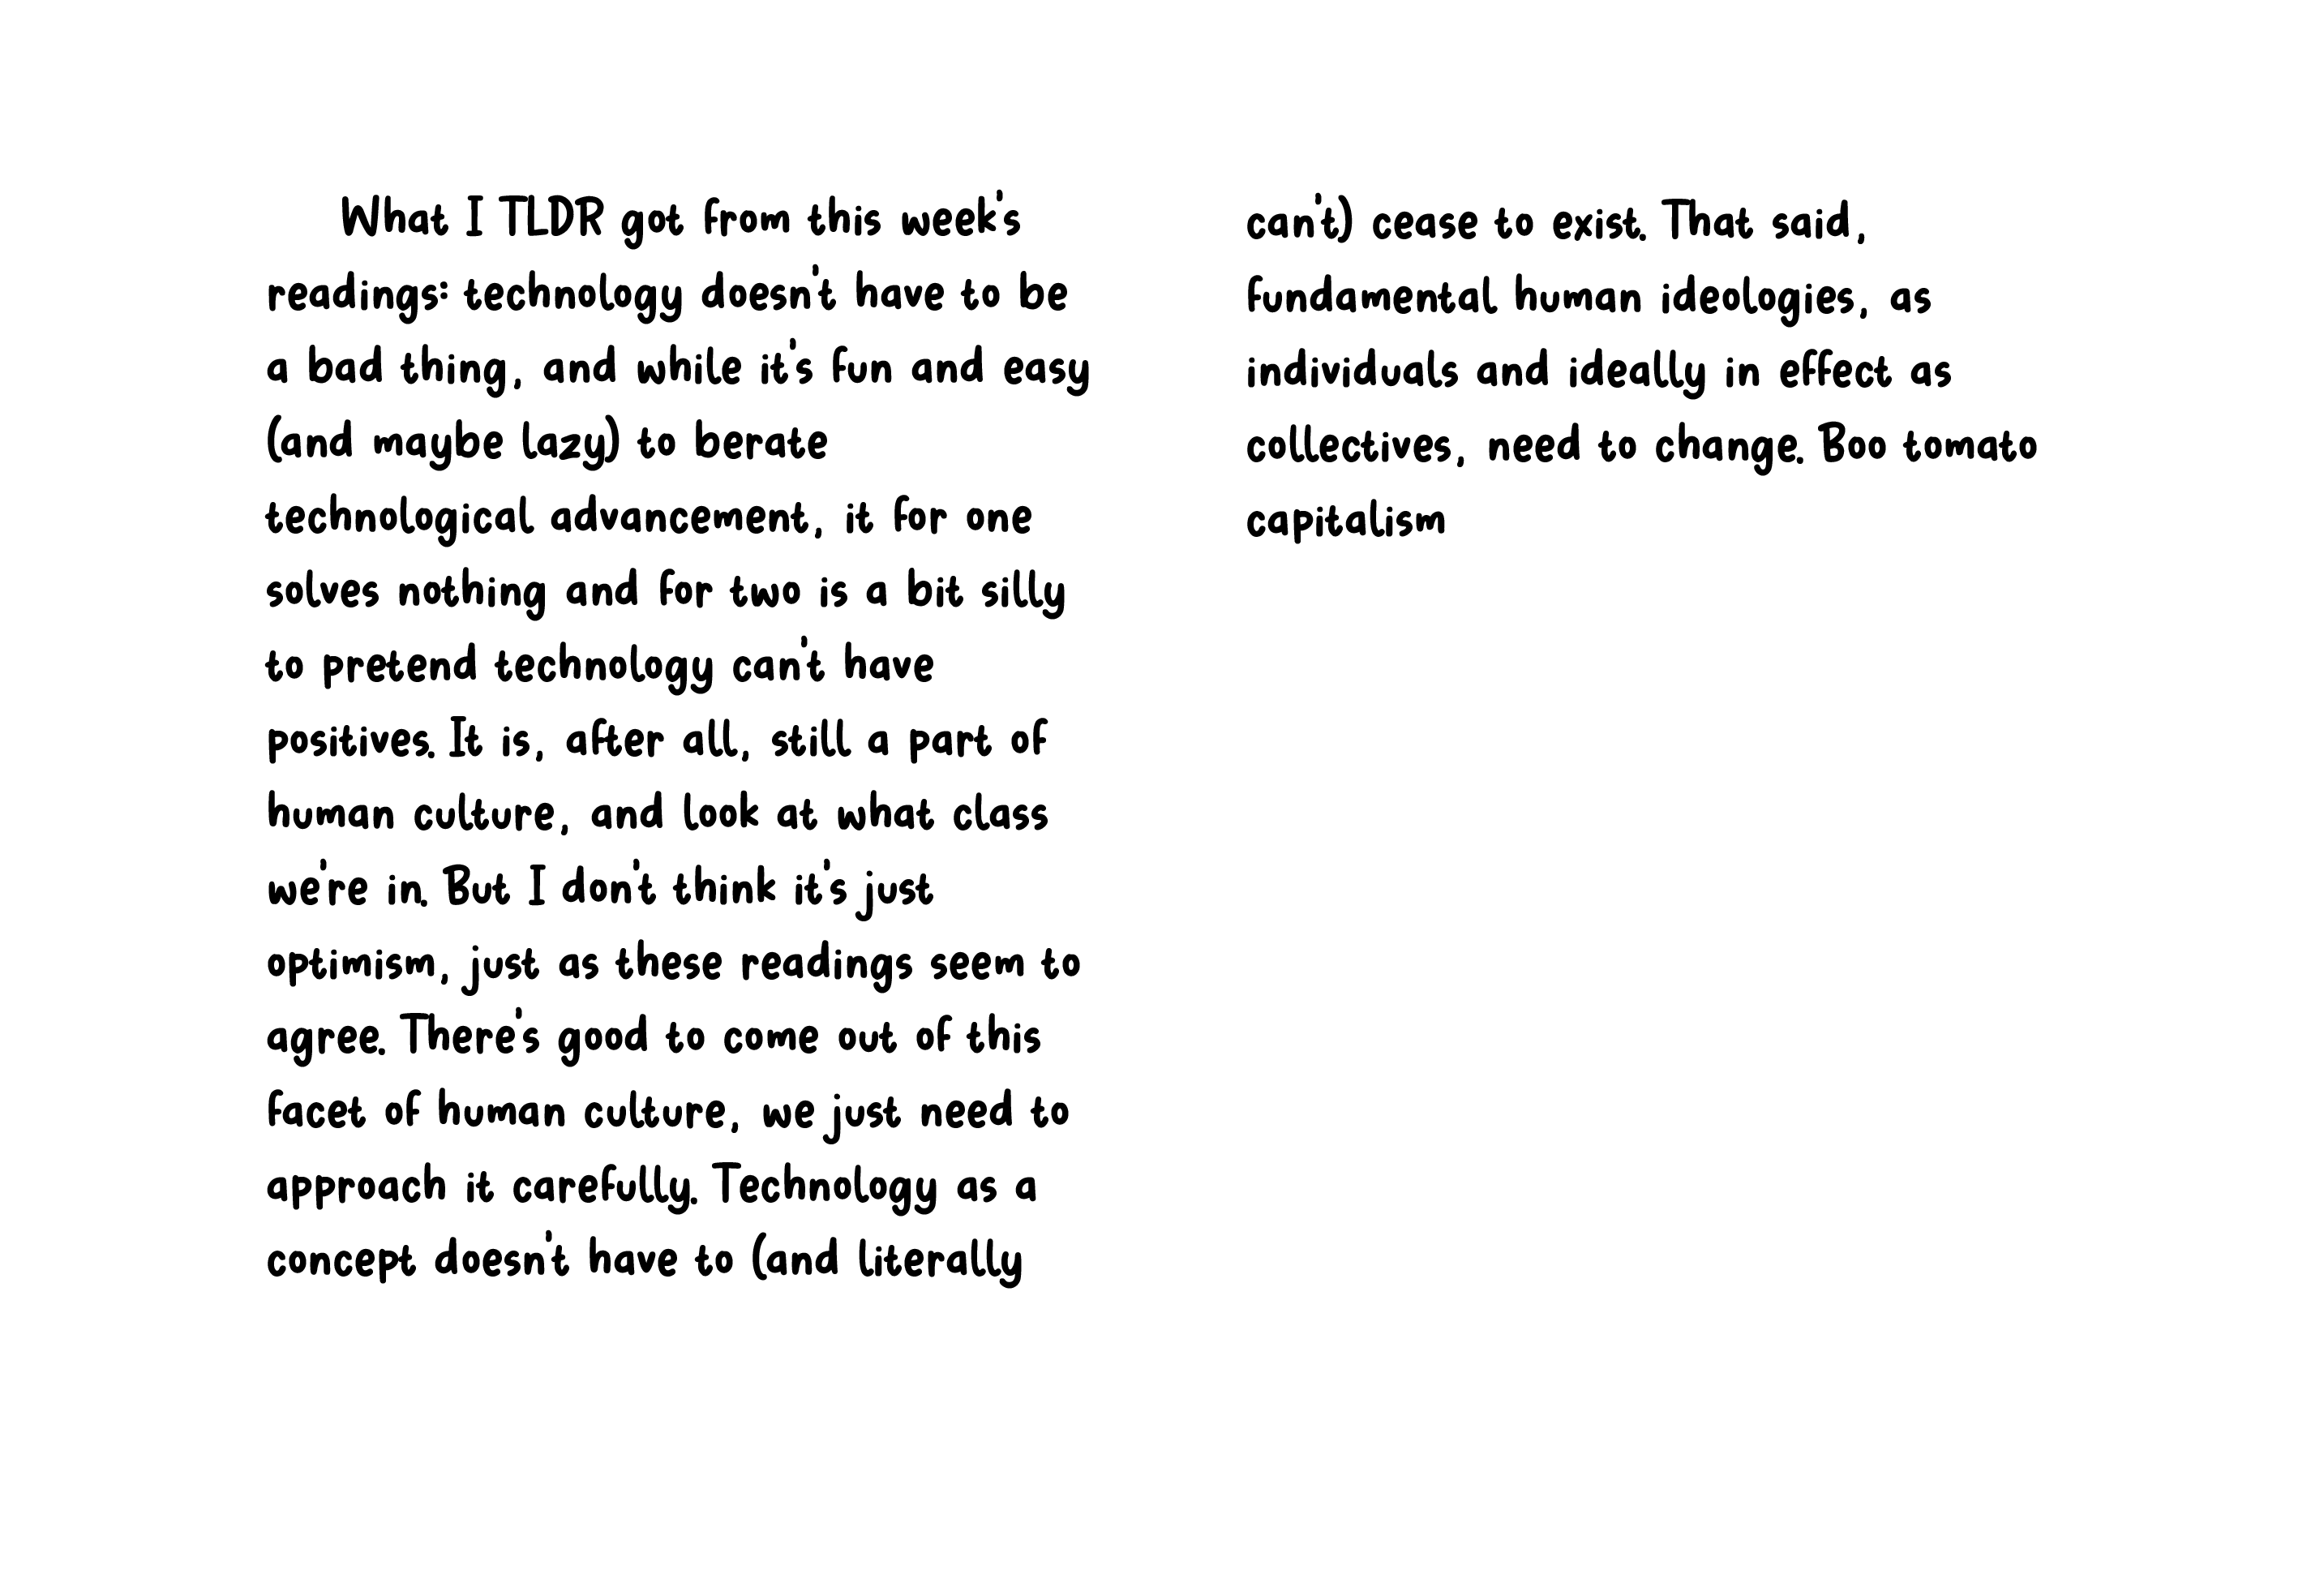 What I TLDR got from this week's
readings: technology doesn't have to be
a bad thing, and while it's fun and easy
(and maybe lazy) to berate
technological advancement, it for one
solves nothing and for two is a bit silly
to pretend technology can't have
positives. It is, after all, still a part of
human culture, and look at what class
we're in. But I don't think it's just
optimism, just as these readings seem to
agree. There's good to come out of this
facet of human culture, we just need to
approach it carefully. Technology as a
concept doesn't have to (and literally
can't) cease to exist. That said,
fundamental human ideologies, as
individuals and ideally in effect as
collectives, need to change. Boo tomato
capitalism